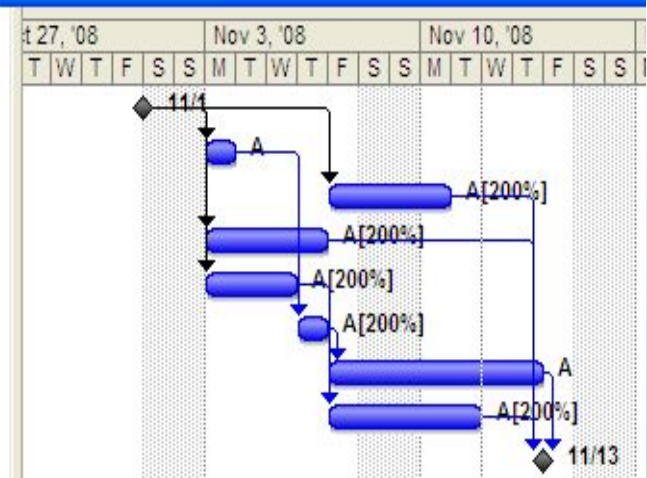 t 27, '08 Nov 3, '08 Nov 10, '08
T W T F S S M T W T F S S M T W T F S S
11/1
A
A[200%]
A[200%]
A[200%]
A[200%]
A
A[200%]
11/13